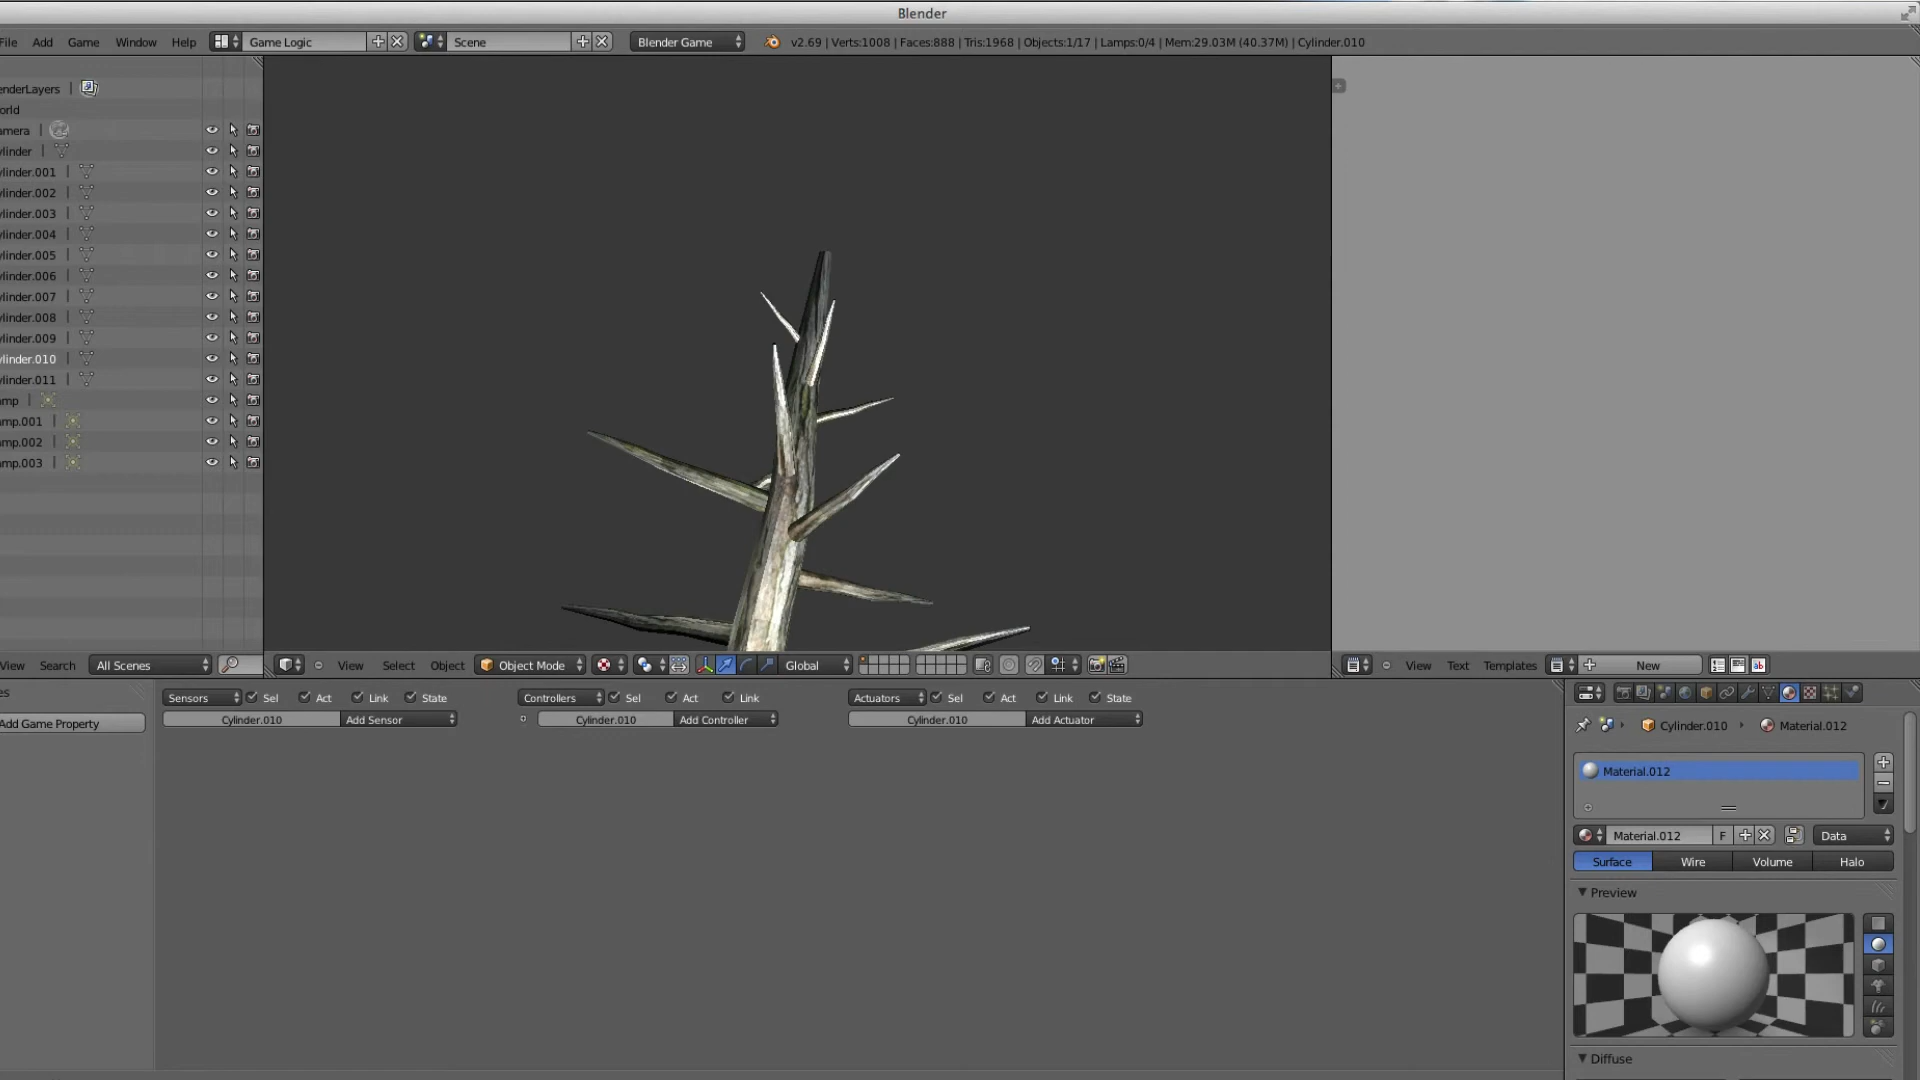 Blender
File Add Game Window Help Game Logic Scene Blender Game v2.69 | Verts:1008 | Faces:888 | Tris:1968 | Objects:1/17 | Lamps:0/4 | Mem:29.03M (40.37M) | Cylinder.010
enderLayers
orld
amera
ylinder
ylinder.001
ylinder.002
ylinder.003
ylinder.004
ylinder.005
ylinder.006
ylinder.007
ylinder.008
ylinder.009
ylinder.010
ylinder.011
amp
amp.001
amp.002
amp.003
View Search All Scenes View Select Object Object Mode Global View Text Templates New
es Sensors Sel Act Link State Controllers Sel Act Link Actuators Sel Act Link State
Add Game Property Cylinder.010 Add Sensor Cylinder.010 Add Controller Cylinder.010 Add Actuator
Cylinder.010 Material.012
Material.012
Material.012 F Data
Surface Wire Volume Halo
Preview
Diffuse